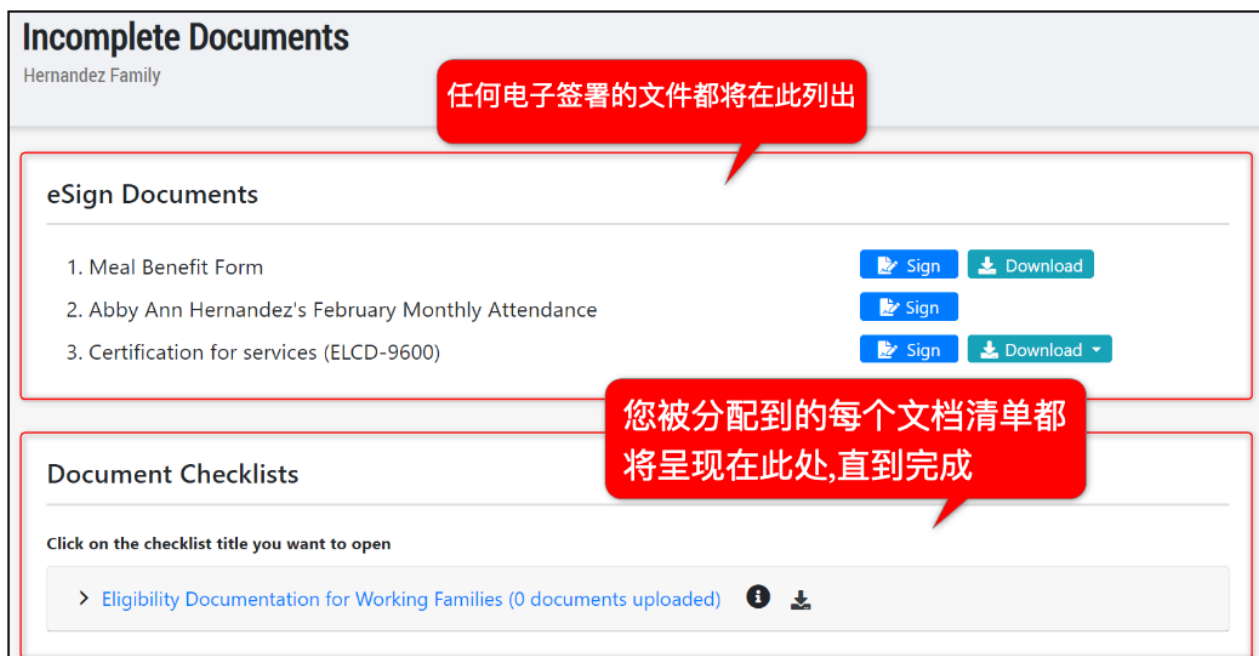 Incomplete Documents
Hernandez Family
任何电子签署的文件都将在此列出
eSign Documents
1. Meal Benefit Form
Sign
Download
2. Abby Ann Hernandez's February Monthly Attendance
Sign
3. Certification for services (ELCD-9600)
Sign
Download
您被分配到的每个文档清单都
将呈现在此处,直到完成
Document Checklists
Click on the checklist title you want to open
Eligibility Documentation for Working Families (0 documents uploaded)